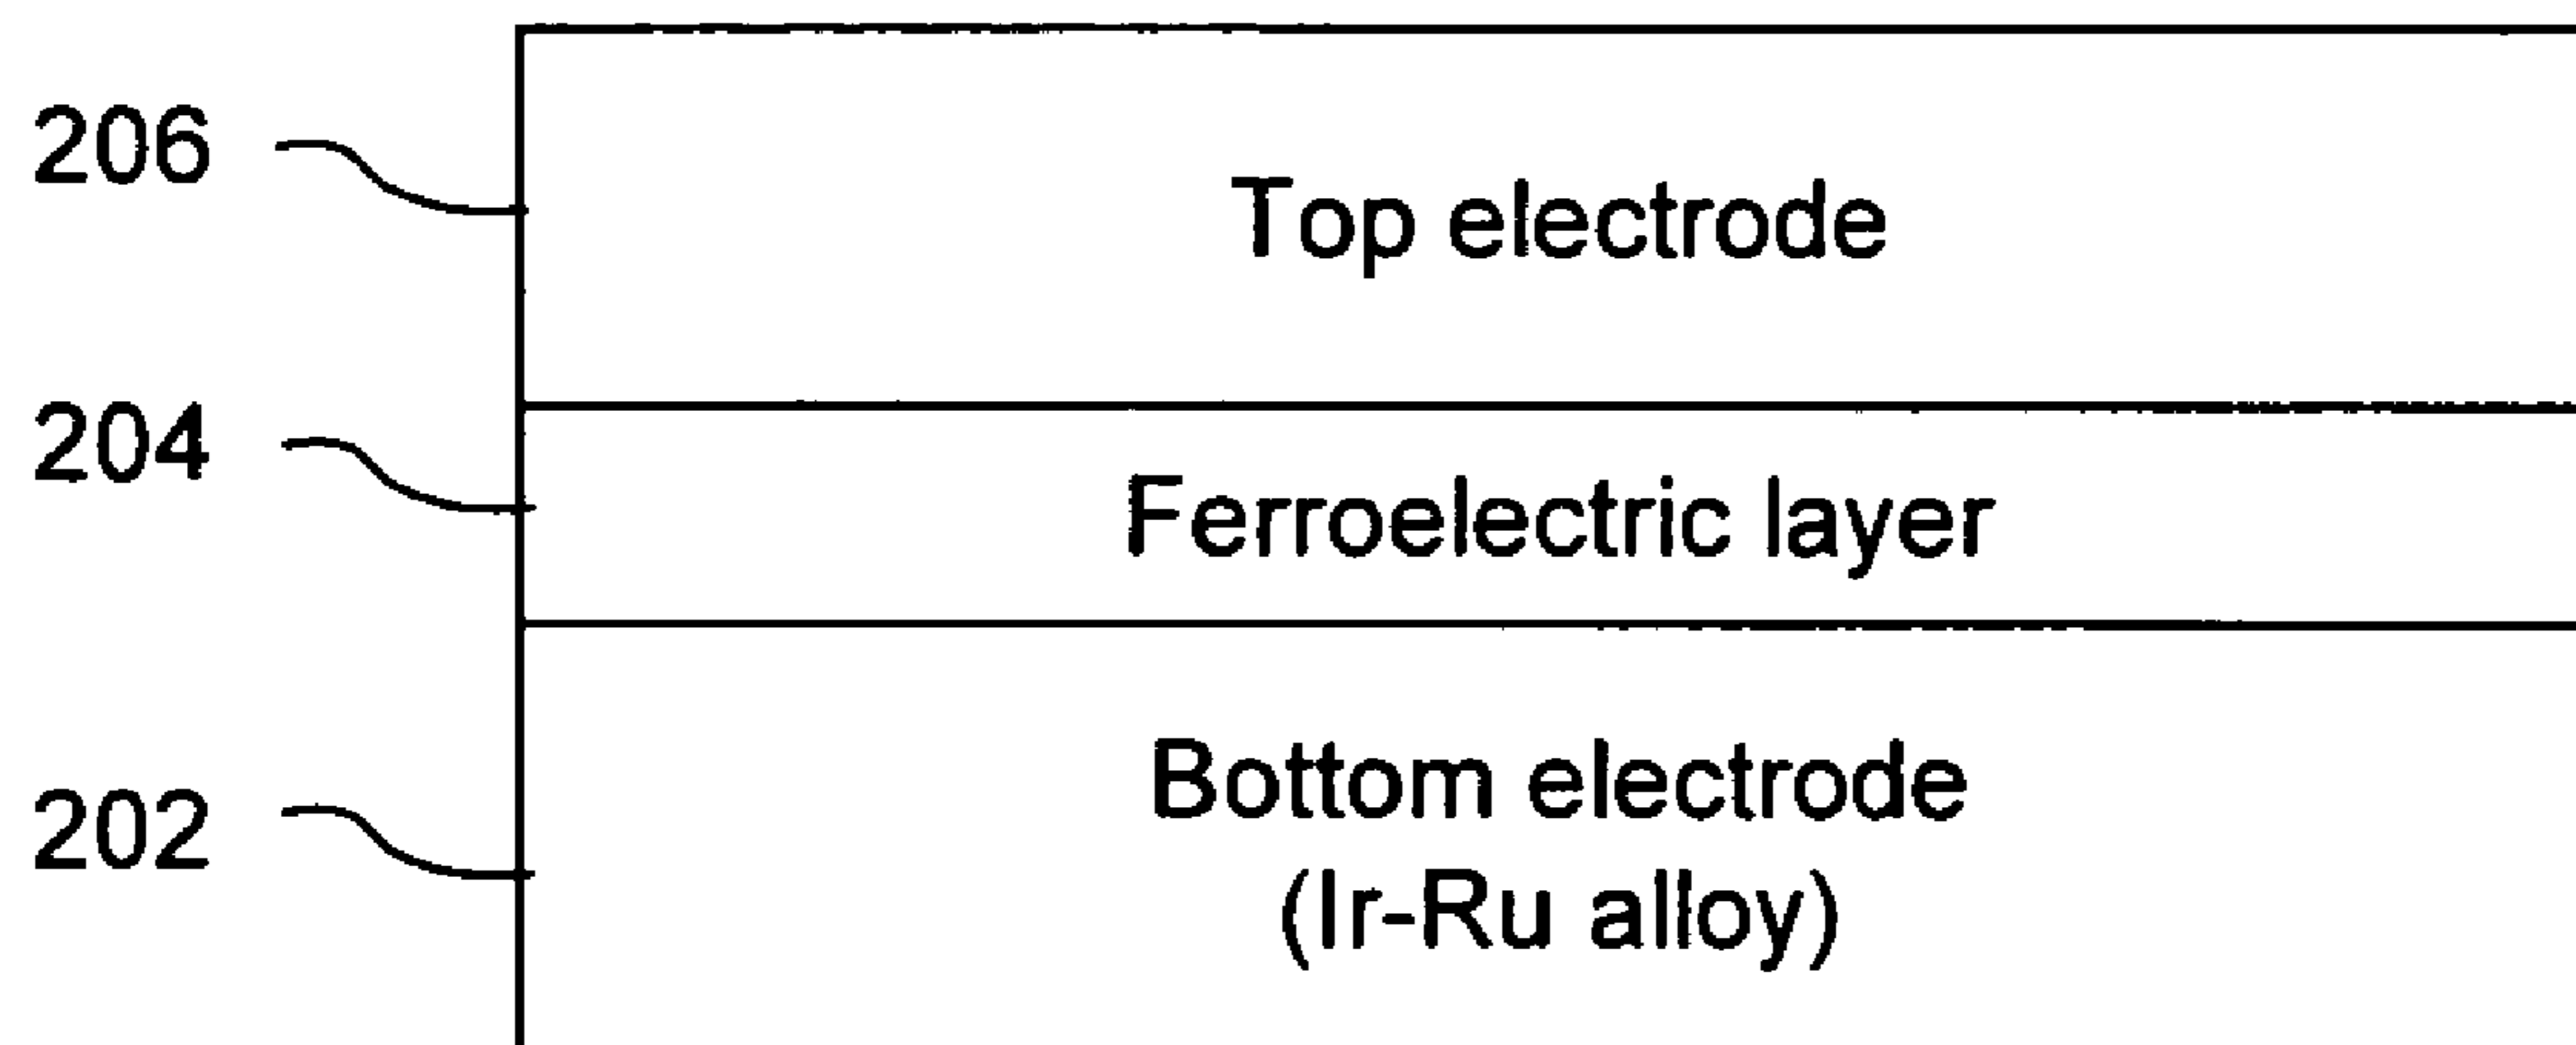 206
Top electrode
204
Ferroelectric layer
202
Bottom electrode
(Ir-Ru alloy)